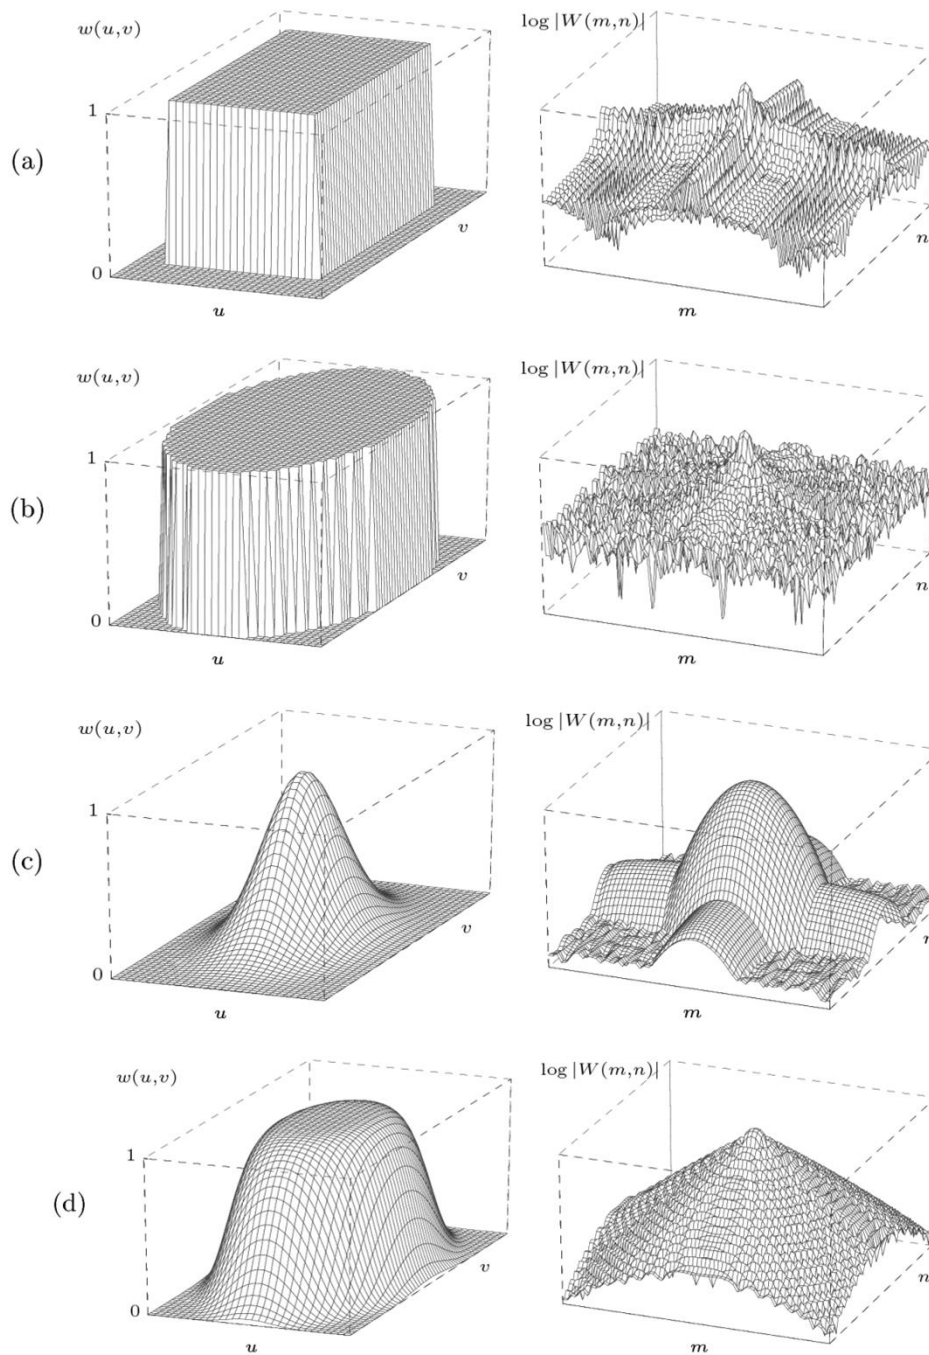 w(u,v)
log |W(m,n)|
1
(a)
v
n
0
u
m
w(u,v)
log |W(m,n)|
1
(b)
v
n
0
u
m
w(u,v)
log |W(m,n)|
1
(c)
v
0
u
m
w(u,v)
log |W(m,n)|
1
(d)
v
n
0
u
m